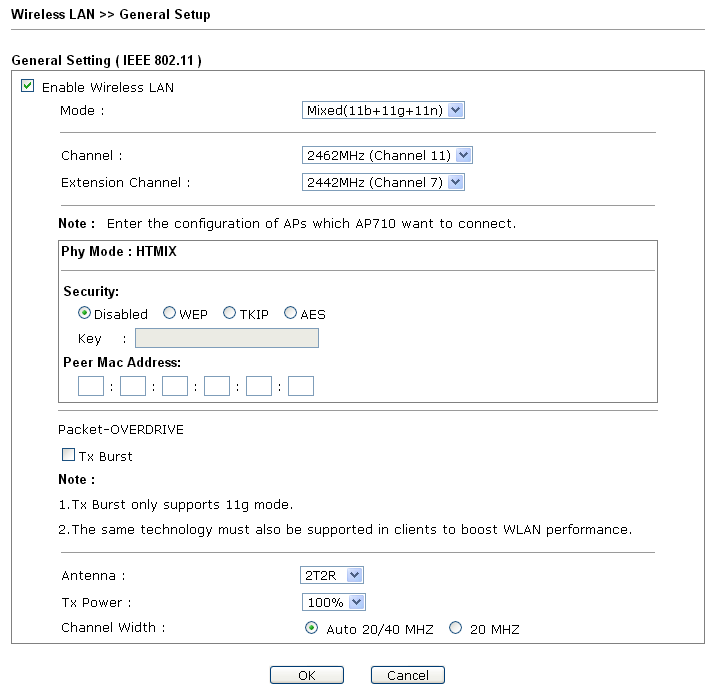 Wireless LAN >> General Setup
General Setting ( IEEE 802.11 )
Enable Wireless LAN
Mode : Mixed(11b+11g+11n)
Channel : 2462MHz (Channel 11)
Extension Channel : 2442MHz (Channel 7)
Note : Enter the configuration of APs which AP710 want to connect.
Phy Mode : HTMIX
Security:
Disabled WEP TKIP AES
Key :
Peer Mac Address:
: : : : :
Packet-OVERDRIVE
Tx Burst
Note :
1.Tx Burst only supports 11g mode.
2.The same technology must also be supported in clients to boost WLAN performance.
Antenna : 2T2R
Tx Power : 100%
Channel Width : Auto 20/40 MHZ 20 MHZ
OK Cancel